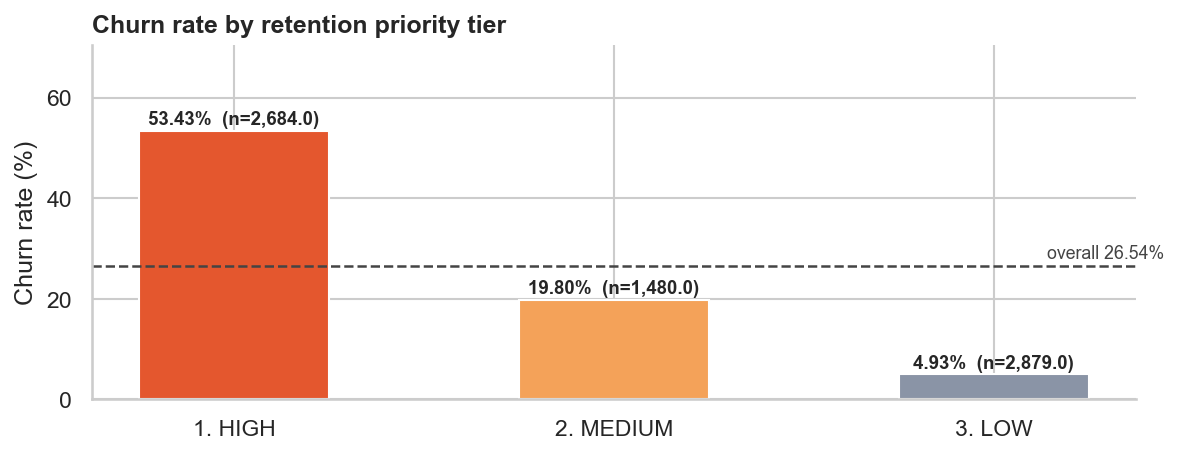 Churn rate by retention priority tier
Churn rate (%)
60
40
20
0
53.43%  (n=2,684.0)
19.80%  (n=1,480.0)
4.93%  (n=2,879.0)
overall 26.54%
1. HIGH
2. MEDIUM
3. LOW